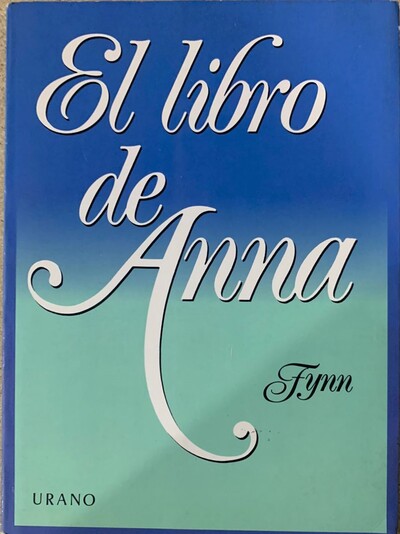 El libro
de
Anna
Fynn
URANO